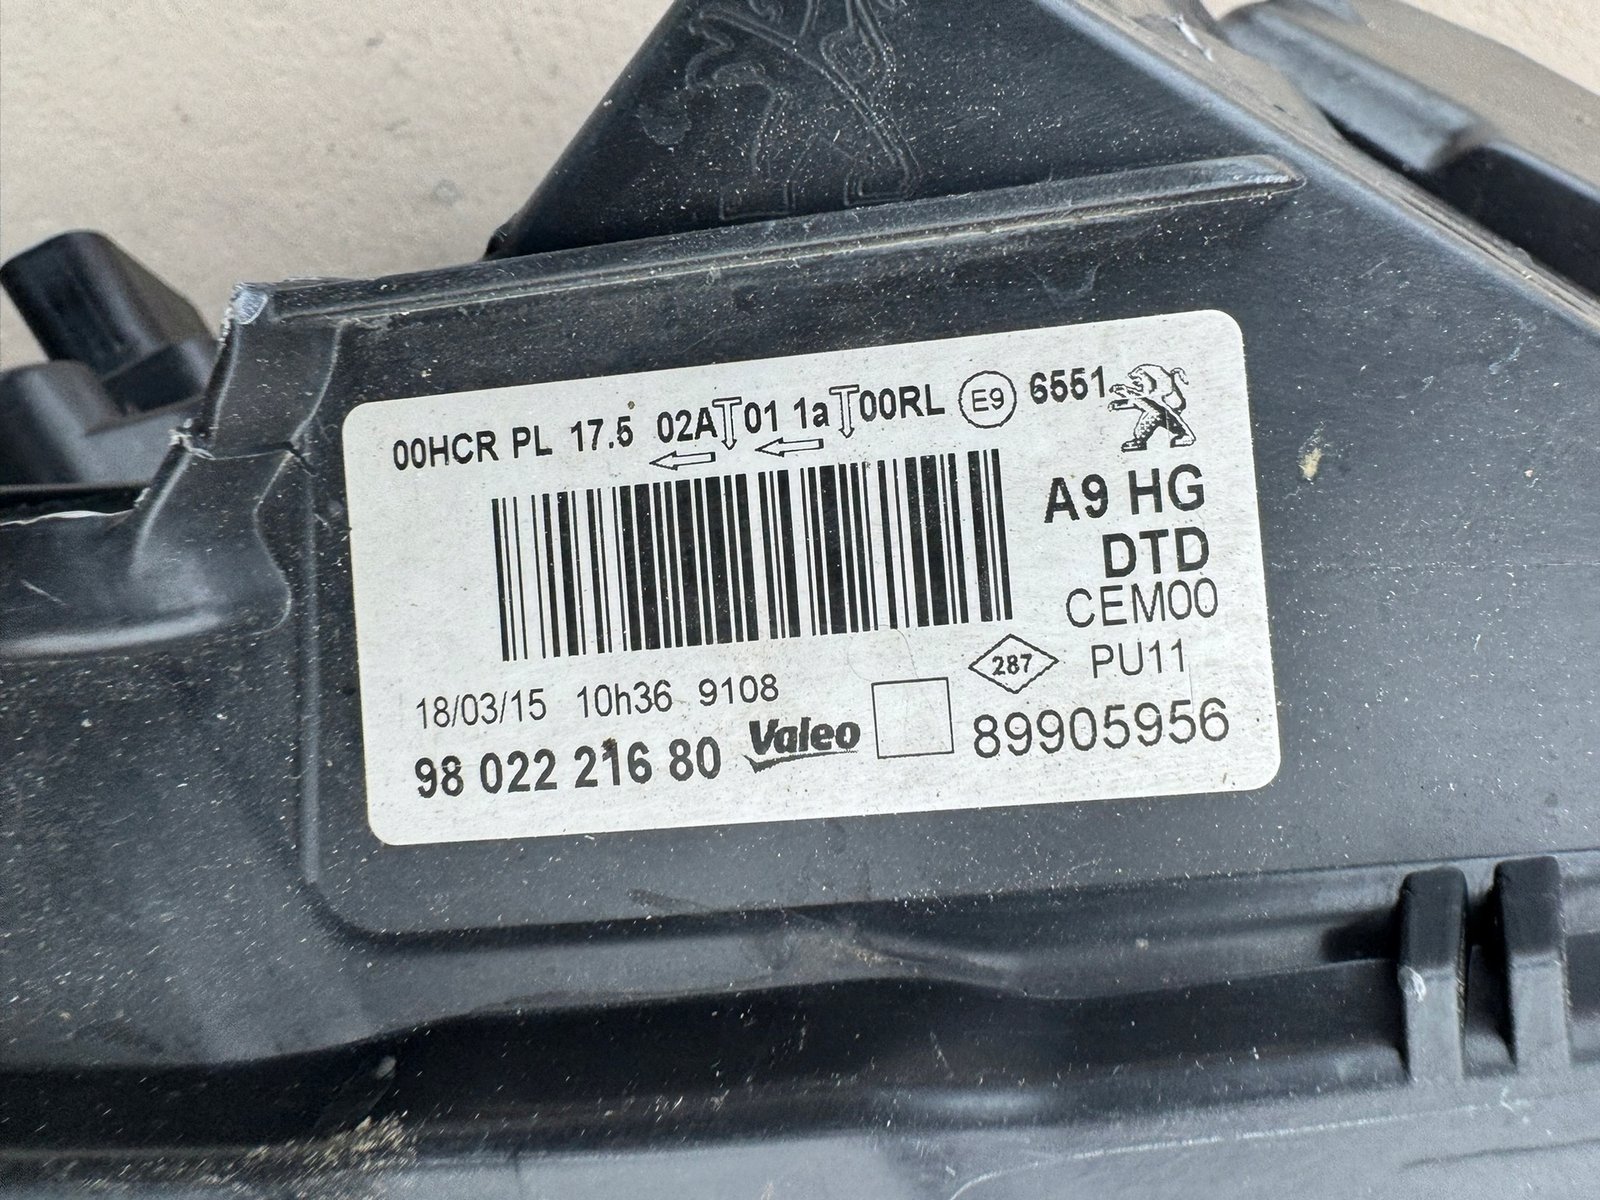 00HCR PL 17.5 02A 01 1a 00RL E9 6551
A9 HG
DTD
CEM00
287 PU11
18/03/15 10h36 9108
98 022 216 80 Valeo 89905956